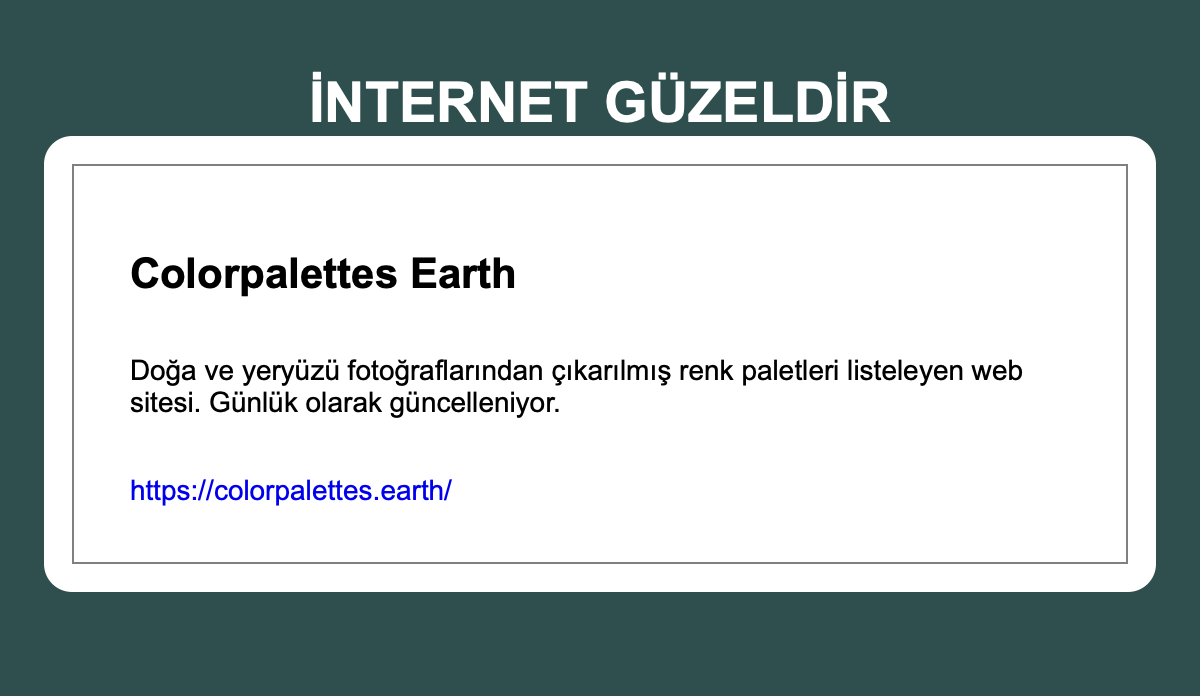 İNTERNET GÜZELDİR
Colorpalettes Earth
Doğa ve yeryüzü fotoğraflarından çıkarılmış renk paletleri listeleyen web
sitesi. Günlük olarak güncelleniyor.
https://colorpalettes.earth/